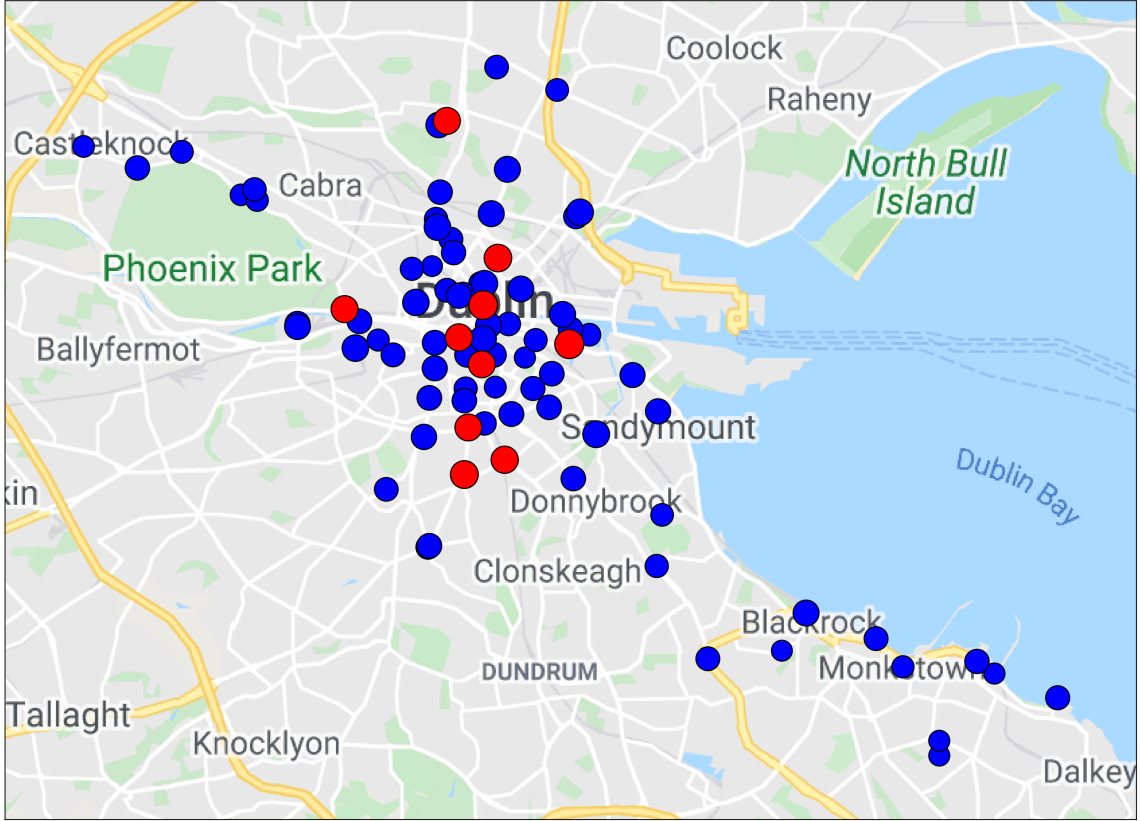 Coolock
Raheny
Castleknock
North Bull
Island
Cabra
Phoenix Park
Dublin
Ballyfermot
Sandymount
Dublin Bay
kin
Donnybrook
Clonskeagh
Blackrock
DUNDRUM
Monkstown
Tallaght
Knocklyon
Dalkey